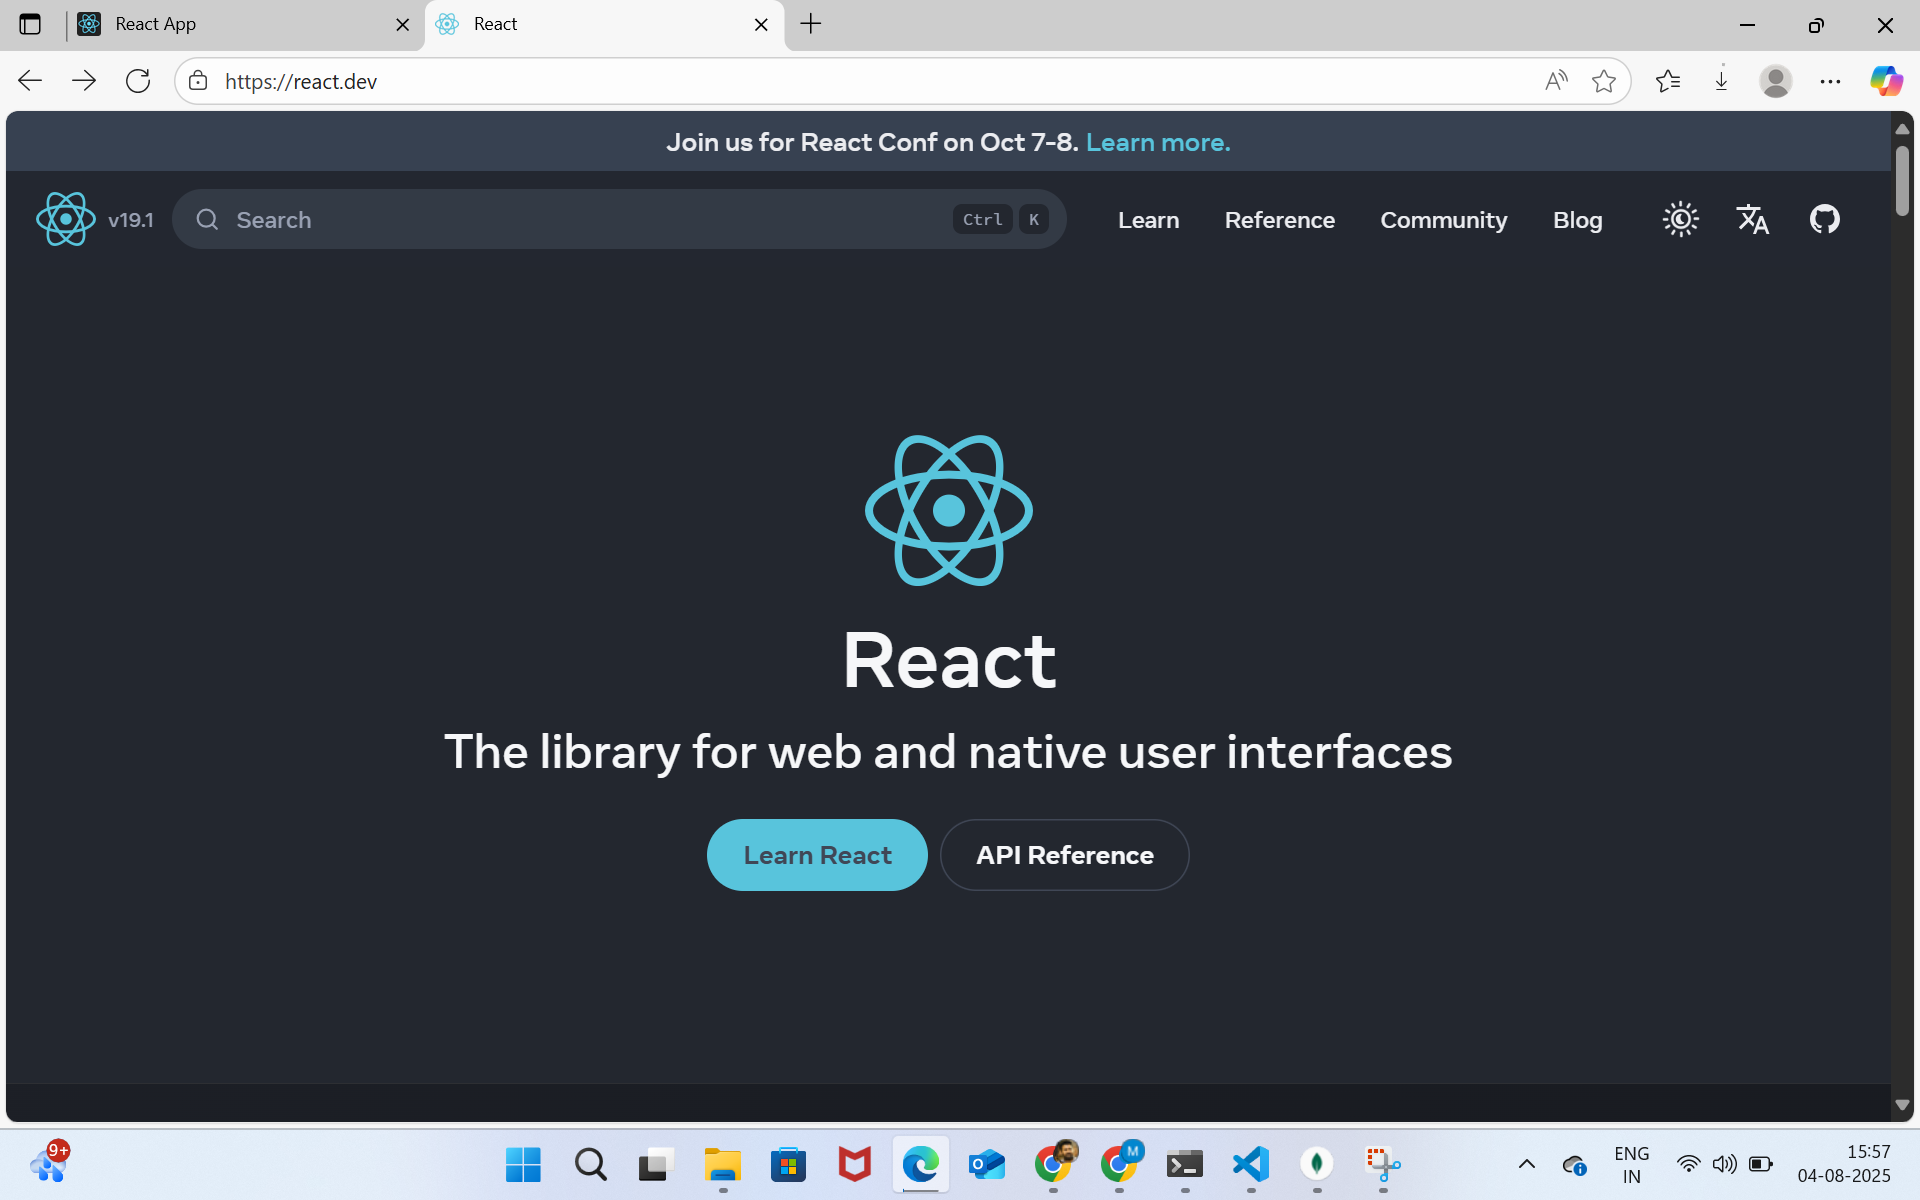 React App
React
https://react.dev
Join us for React Conf on Oct 7-8. Learn more.
v19.1
Search
Ctrl K
Learn
Reference
Community
Blog
React
The library for web and native user interfaces
Learn React
API Reference
9+
M
ENG
IN
15:57
04-08-2025